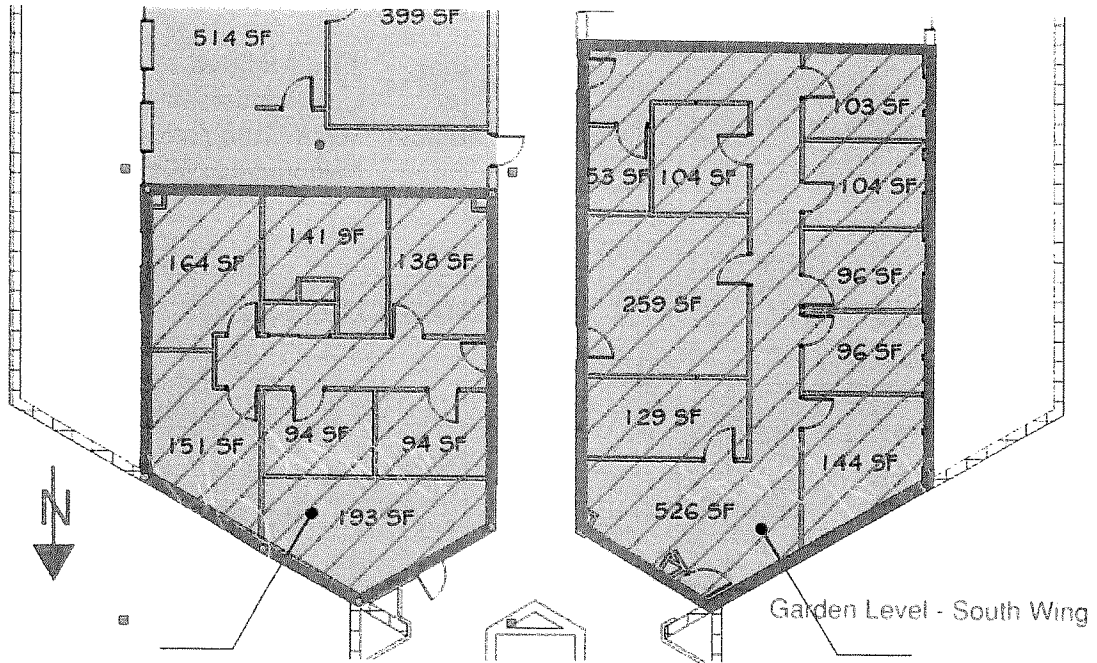 399 SF
514 SF
103 SF
53 SF 104 SF
104 SF
141 SF
164 SF
138 SF
96 SF
259 SF
96 SF
129 SF
151 SF
94 SF
94 SF
144 SF
193 SF
526 SF
N
Garden Level - South Wing